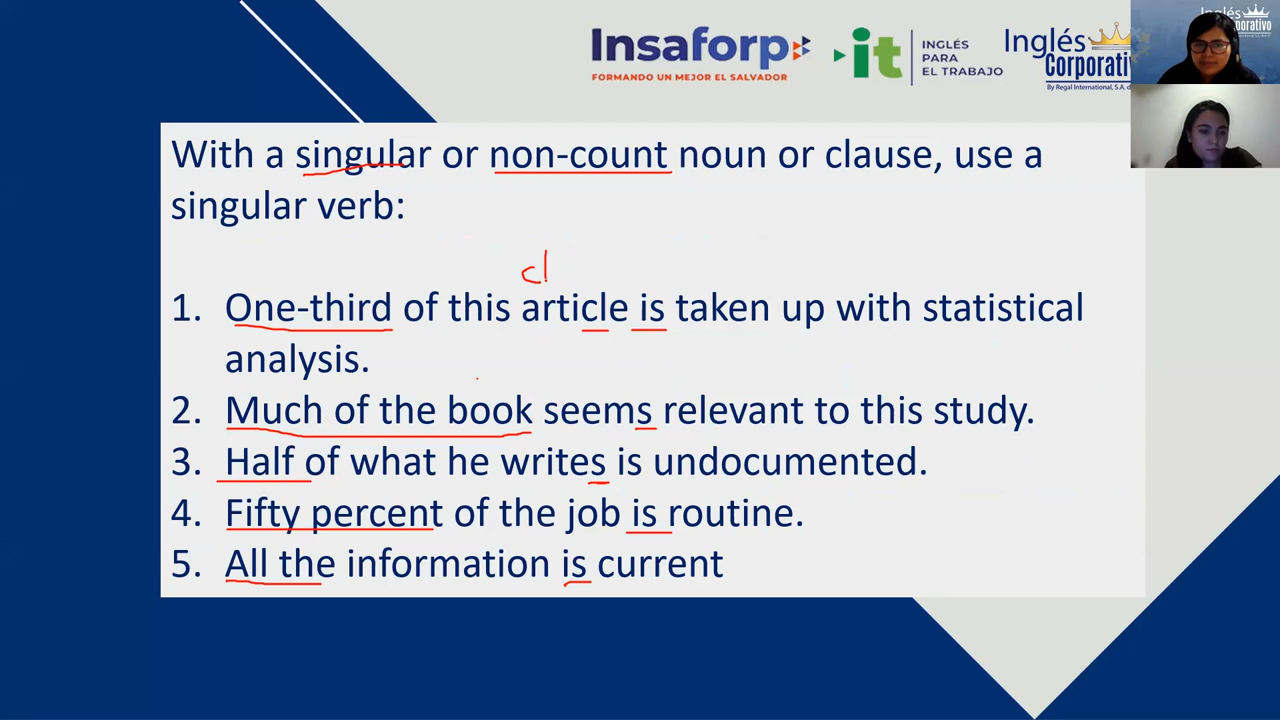 Insaforp
FORMANDO UN MEJOR EL SALVADOR
it
INGLÉS
PARA
EL TRABAJO
Inglés
Corporativ
By Regal International, S.A. d
With a singular or non-count noun or clause, use a
singular verb:
cl
1. One-third of this article is taken up with statistical
analysis.
2. Much of the book seems relevant to this study.
3. Half of what he writes is undocumented.
4. Fifty percent of the job is routine.
5. All the information is current